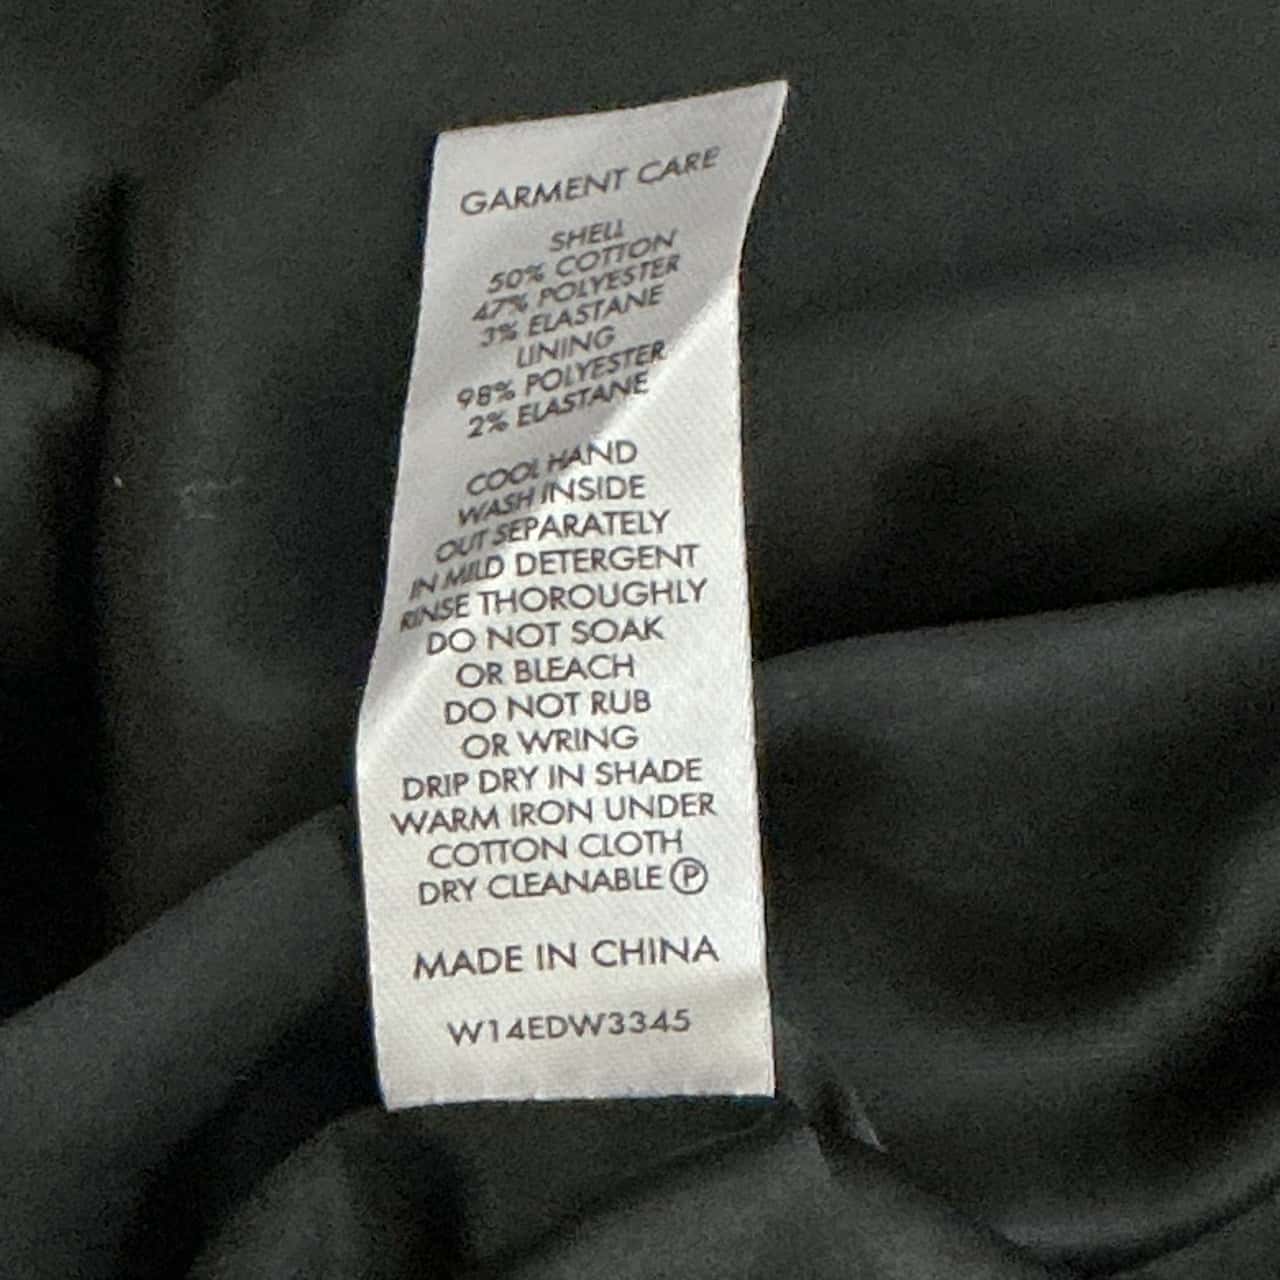 GARMENT CARE
SHELL
50% COTTON
47% POLYESTER
3% ELASTANE
LINING
98% POLYESTER
2% ELASTANE
COOL HAND
WASH INSIDE
OUT SEPARATELY
IN MILD DETERGENT
RINSE THOROUGHLY
DO NOT SOAK
OR BLEACH
DO NOT RUB
OR WRING
DRIP DRY IN SHADE
WARM IRON UNDER
COTTON CLOTH
DRY CLEANABLE Ⓟ
MADE IN CHINA
W14EDW3345